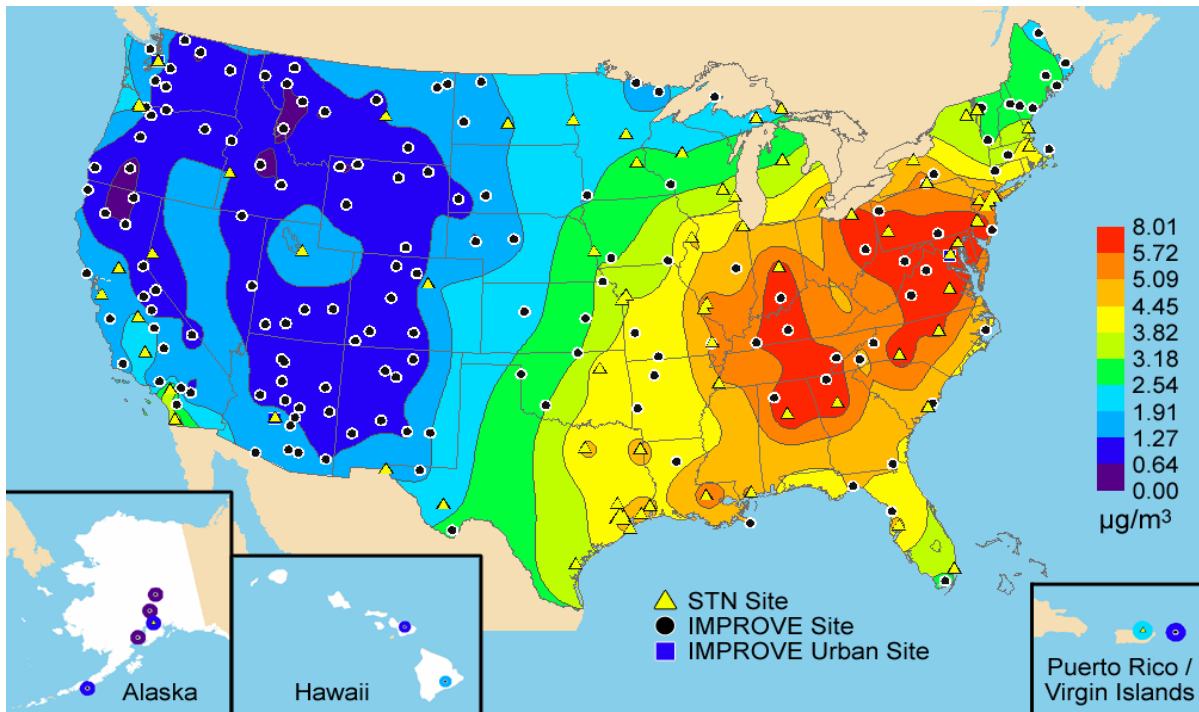 8.01
5.72
5.09
4.45
3.82
3.18
2.54
1.91
1.27
0.64
0.00
µg/m³
STN Site
IMPROVE Site
IMPROVE Urban Site
Alaska
Hawaii
Puerto Rico /
Virgin Islands